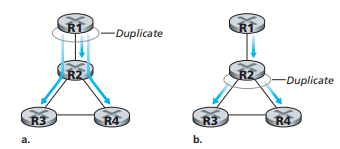 R1
Duplicate
R2
R3
R4
a.
R1
R2
Duplicate
R3
R4
b.